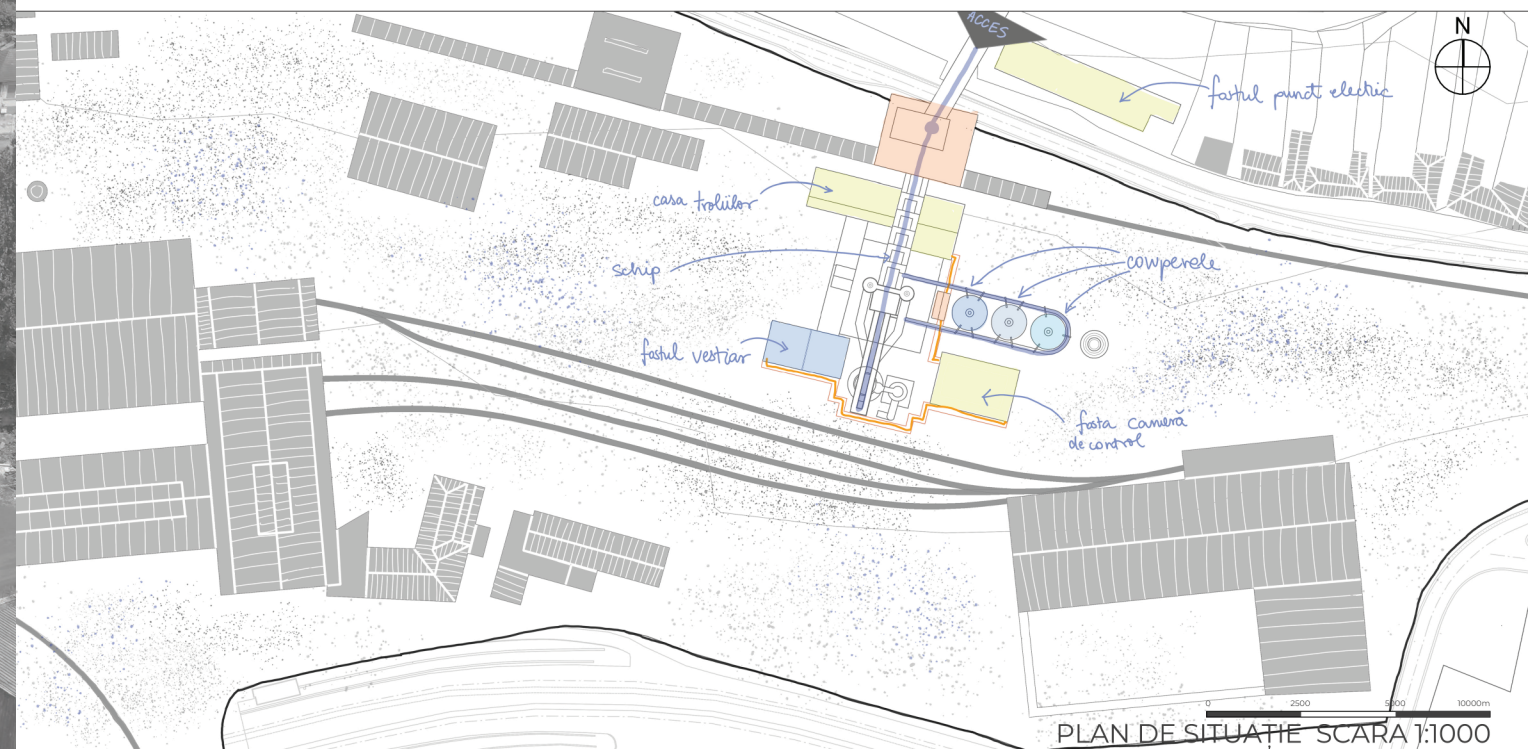 ACCES
N
fostul punct electric
casa troliilor
schip
cowperele
fostul vestiar
fosta cameră
de control
0 2500 5000 10000m
PLAN DE SITUAȚIE SCARA 1:1000